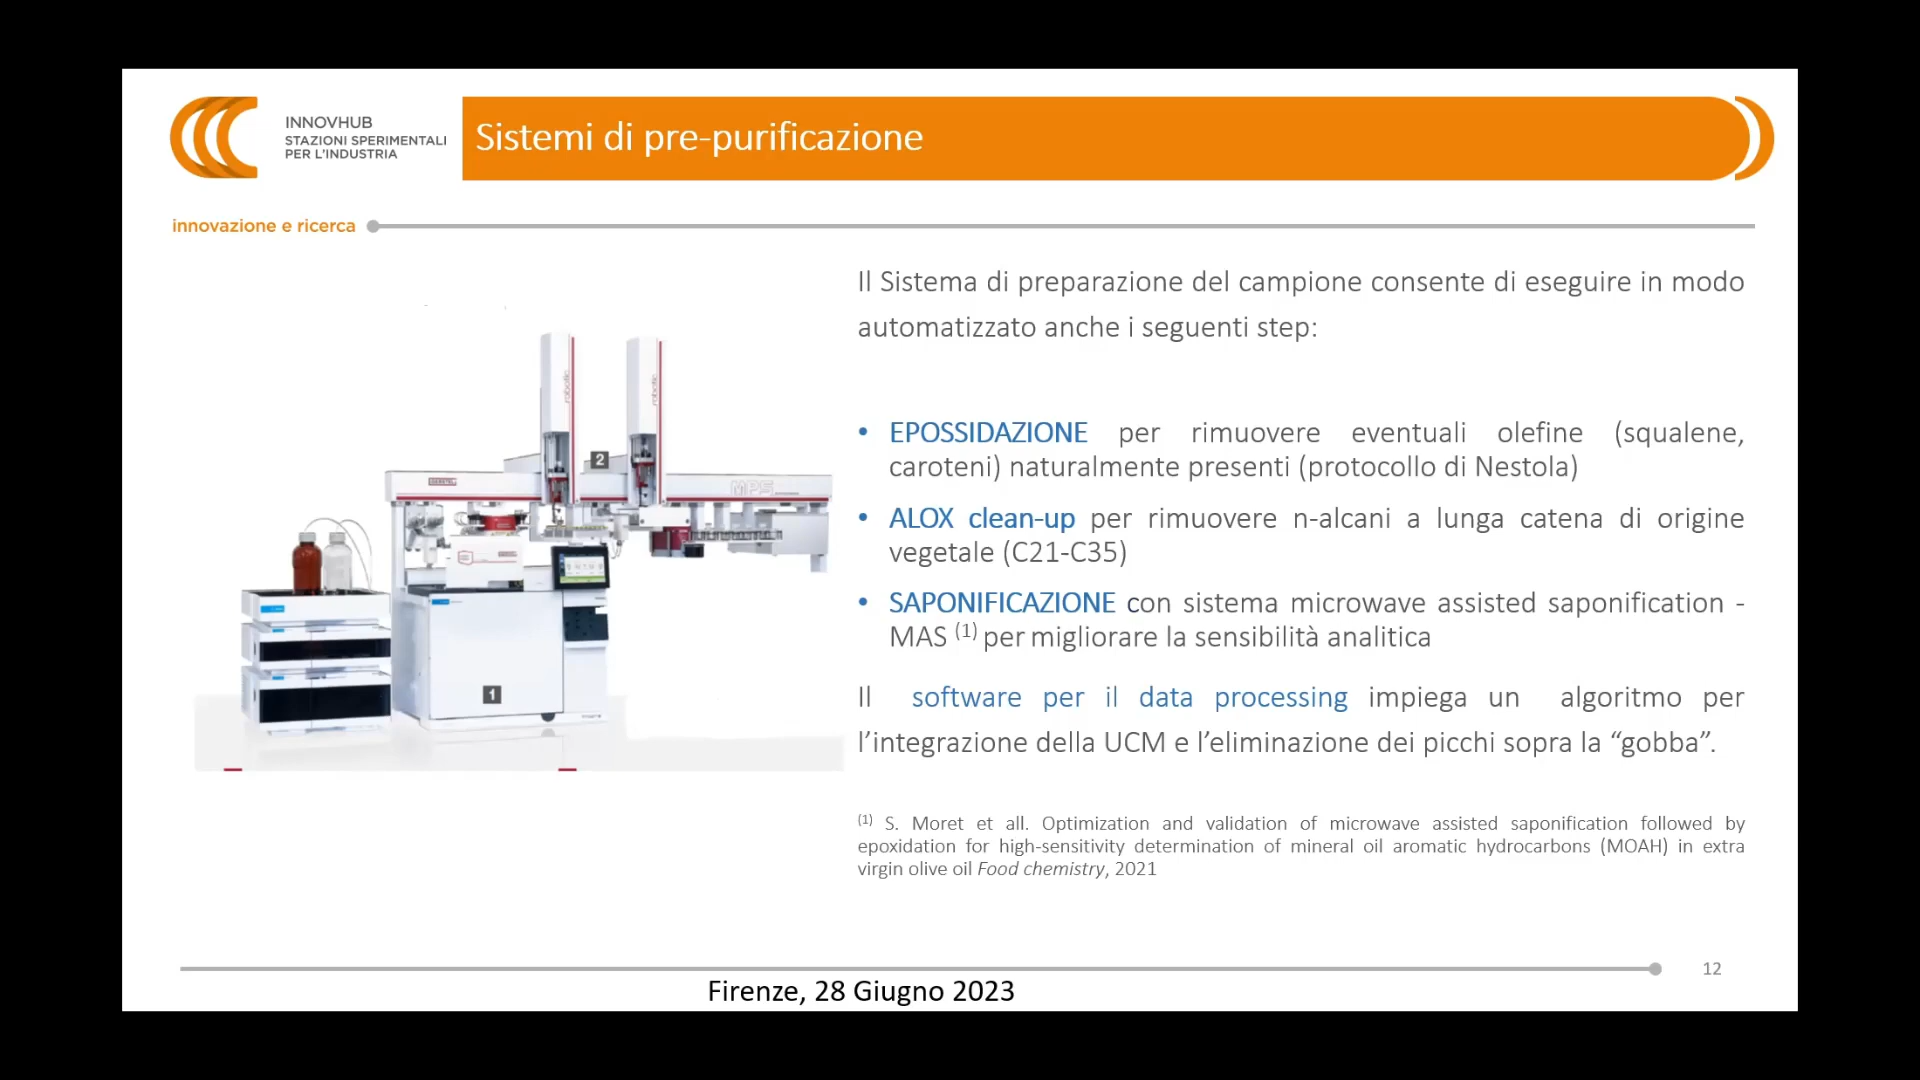 INNOVHUB
STAZIONI SPERIMENTALI
PER L'INDUSTRIA
Sistemi di pre-purificazione
innovazione e ricerca
Il Sistema di preparazione del campione consente di eseguire in modo
automatizzato anche i seguenti step:
• EPOSSIDAZIONE per rimuovere eventuali olefine (squalene,
caroteni) naturalmente presenti (protocollo di Nestola)
• ALOX clean-up per rimuovere n-alcani a lunga catena di origine
vegetale (C21-C35)
• SAPONIFICAZIONE con sistema microwave assisted saponification -
MAS (1) per migliorare la sensibilità analitica
Il software per il data processing impiega un algoritmo per
l’integrazione della UCM e l’eliminazione dei picchi sopra la “gobba”.
(1) S. Moret et all. Optimization and validation of microwave assisted saponification followed by
epoxidation for high-sensitivity determination of mineral oil aromatic hydrocarbons (MOAH) in extra
virgin olive oil Food chemistry, 2021
robotic
robotic
2
GERSTEL
MPS
1
12
Firenze, 28 Giugno 2023